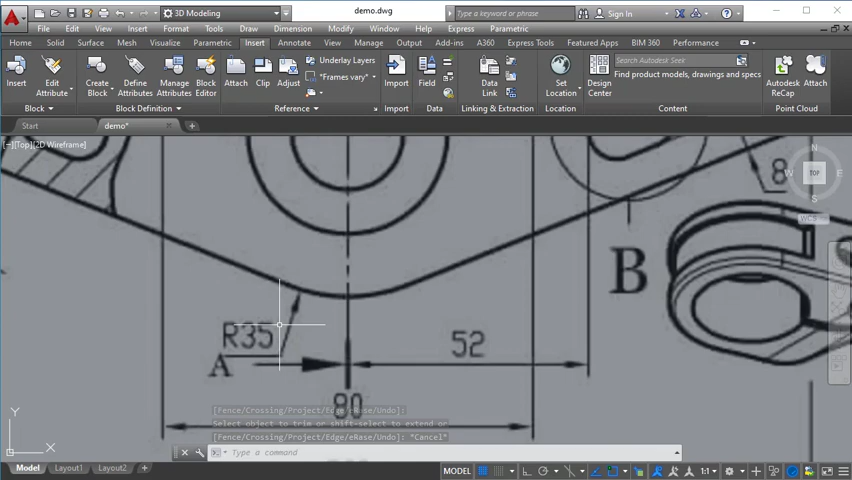 3D Modeling
demo.dwg
Type a keyword or phrase
Sign In
File Edit View Insert Format Tools Draw Dimension Modify Window Help Express Parametric
Home Solid Surface Mesh Visualize Parametric Insert Annotate View Manage Output Add-ins A360 Express Tools Featured Apps BIM 360 Performance
Insert
Edit Attribute
Create Block
Define Attributes
Manage Attributes
Block Editor
Attach
Clip
Adjust
Underlay Layers
*Frames vary*
Import
Field
Data Link
Set Location
Design Center
Search Autodesk Seek
Find product models, drawings and specs
Autodesk ReCap
Attach
Block Block Definition Reference Import Data Linking & Extraction Location Content Point Cloud
Start demo*
[−][Top][2D Wireframe]
N
W TOP E
S
WCS
8
B
R35
A
52
80
[Fence/Crossing/Project/Edge/eRase/Undo]:
Select object to trim or shift-select to extend or
[Fence/Crossing/Project/Edge/eRase/Undo]: *Cancel*
Type a command
Y
X
Model Layout1 Layout2
MODEL
1:1